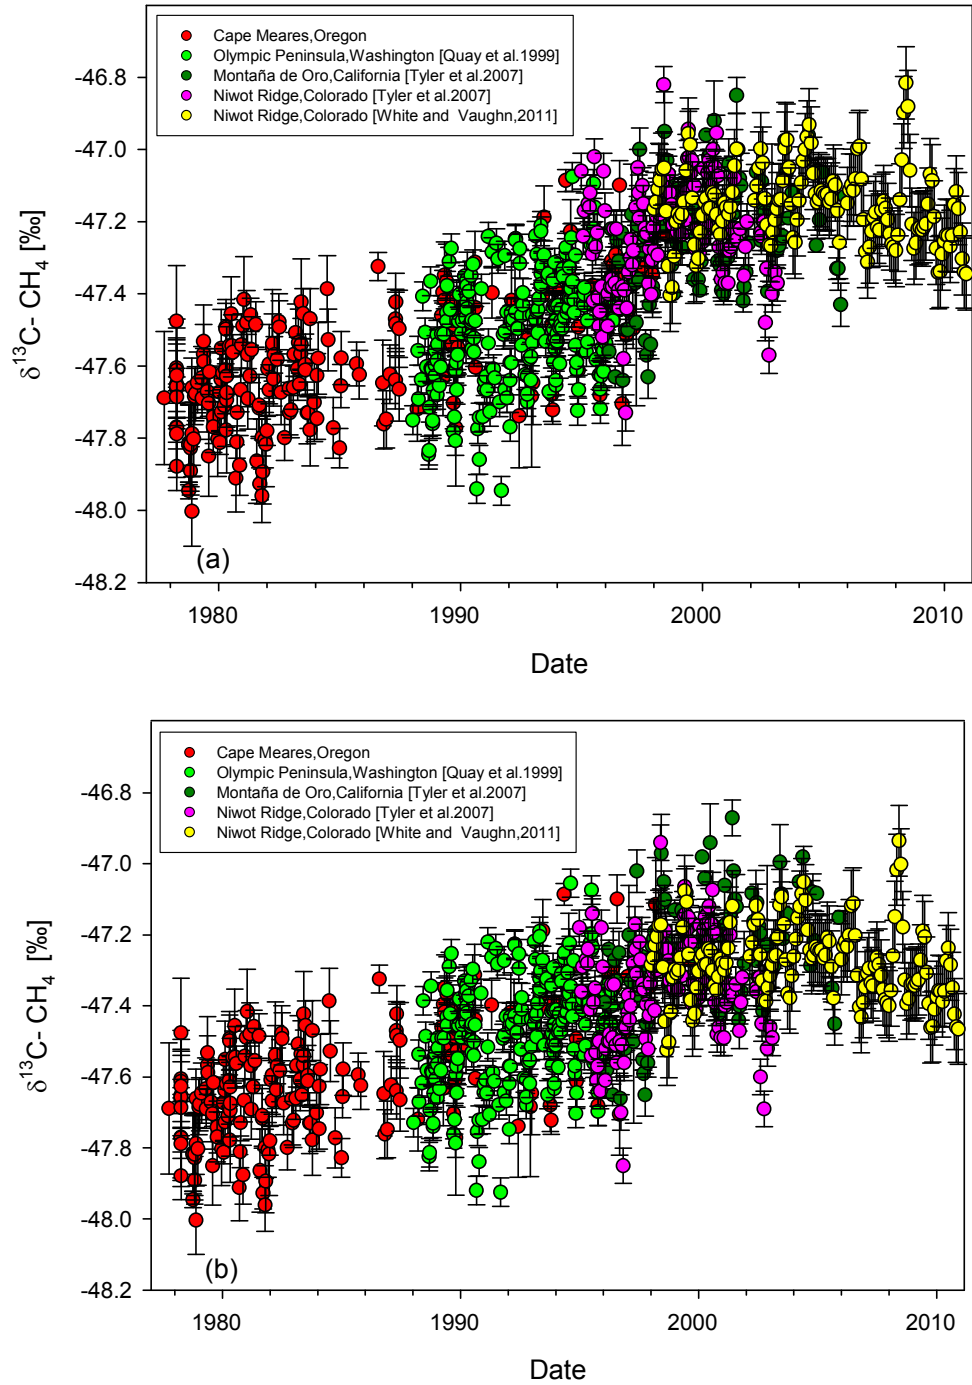 Cape Meares,Oregon
Olympic Peninsula,Washington [Quay et al.1999]
Montaña de Oro,California [Tyler et al.2007]
Niwot Ridge,Colorado [Tyler et al.2007]
Niwot Ridge,Colorado [White and Vaughn,2011]
-46.8
-47.0
-47.2
-47.4
-47.6
-47.8
-48.0
-48.2
δ¹³C- CH₄ [‰]
(a)
1980 1990 2000 2010
Date
Cape Meares,Oregon
Olympic Peninsula,Washington [Quay et al.1999]
Montaña de Oro,California [Tyler et al.2007]
Niwot Ridge,Colorado [Tyler et al.2007]
Niwot Ridge,Colorado [White and Vaughn,2011]
-46.8
-47.0
-47.2
-47.4
-47.6
-47.8
-48.0
-48.2
δ¹³C- CH₄ [‰]
(b)
1980 1990 2000 2010
Date